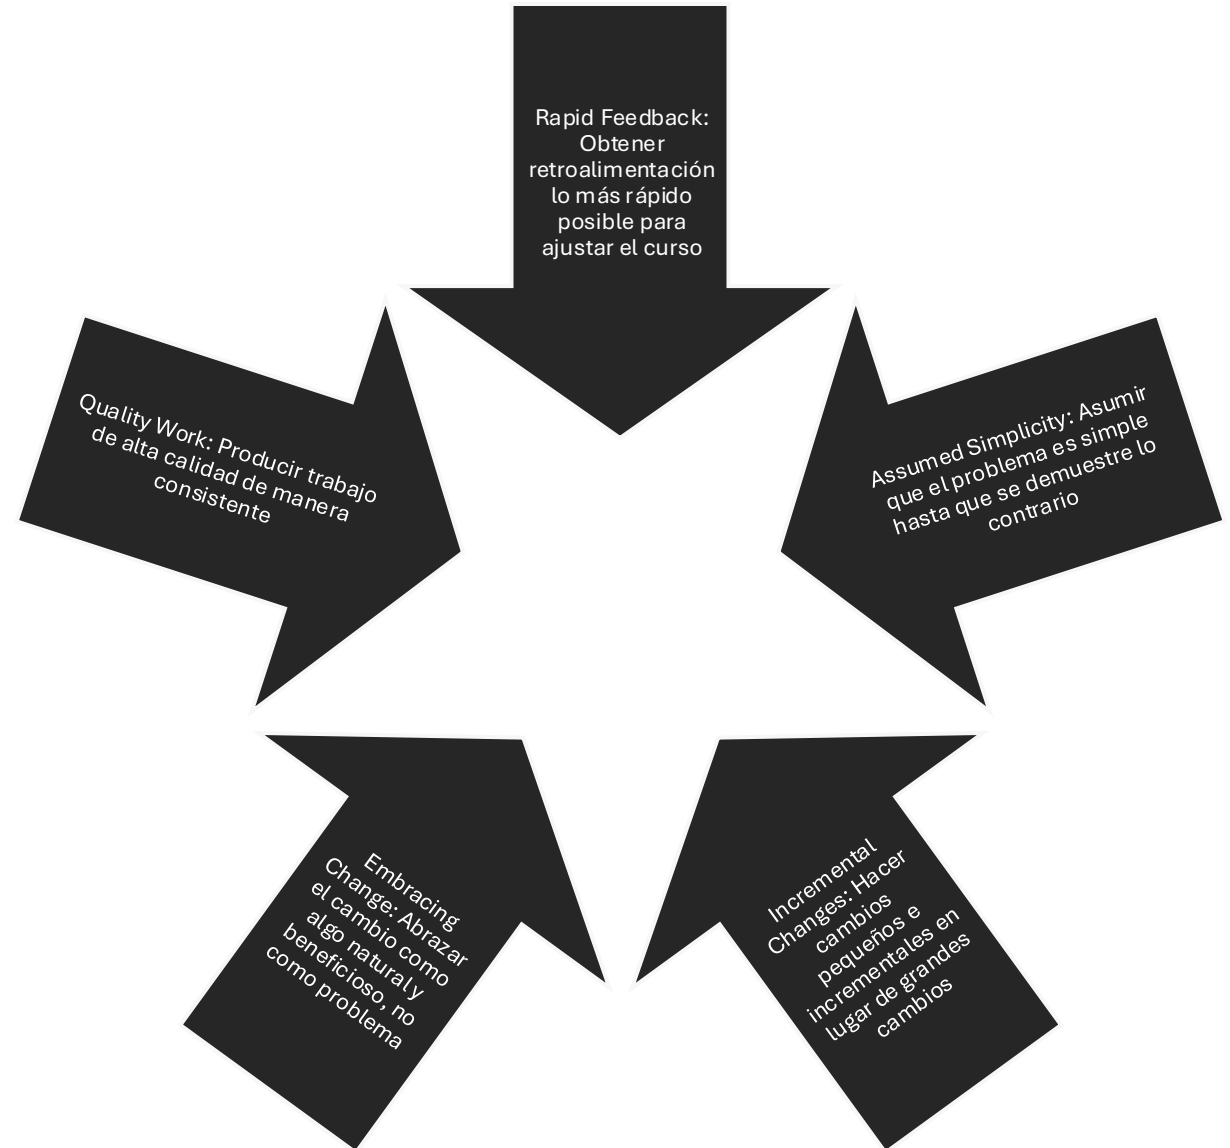 Rapid Feedback:
Obtener
retroalimentación
lo más rápido
posible para
ajustar el curso
Assumed Simplicity: Asumir
que el problema es simple
hasta que se demuestre lo
contrario
Incremental
Changes: Hacer
cambios
pequeños e
incrementales en
lugar de grandes
cambios
Embracing
Change: Abrazar
el cambio como
algo natural y
beneficioso, no
como problema
Quality Work: Producir trabajo
de alta calidad de manera
consistente